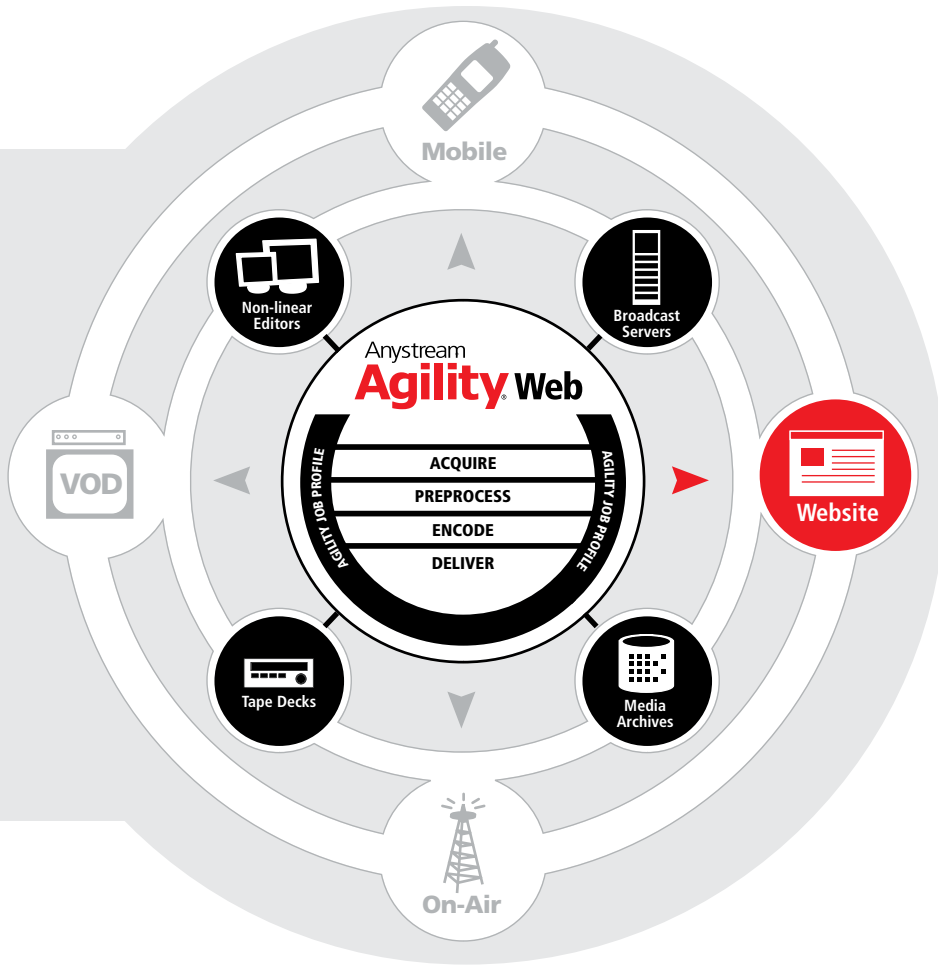 Mobile
Non-linear
Editors
Broadcast
Servers
Anystream
Agility® Web
VOD
AGILITY JOB PROFILE
ACQUIRE
PREPROCESS
ENCODE
DELIVER
AGILITY JOB PROFILE
Website
Tape Decks
Media
Archives
On-Air